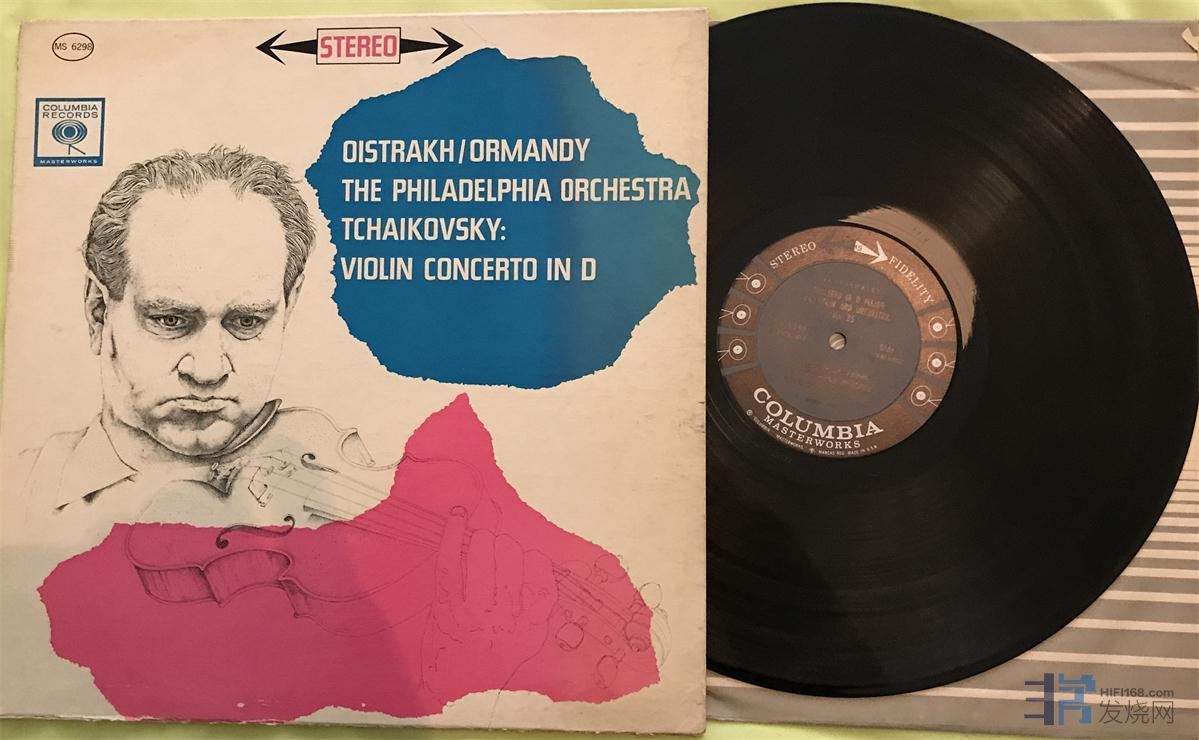 MS 6298
STEREO
COLUMBIA
RECORDS
MASTERWORKS
OISTRAKH/ORMANDY
THE PHILADELPHIA ORCHESTRA
TCHAIKOVSKY:
VIOLIN CONCERTO IN D
STEREO
FIDELITY
COLUMBIA
MASTERWORKS
HIFI168.com
发烧网